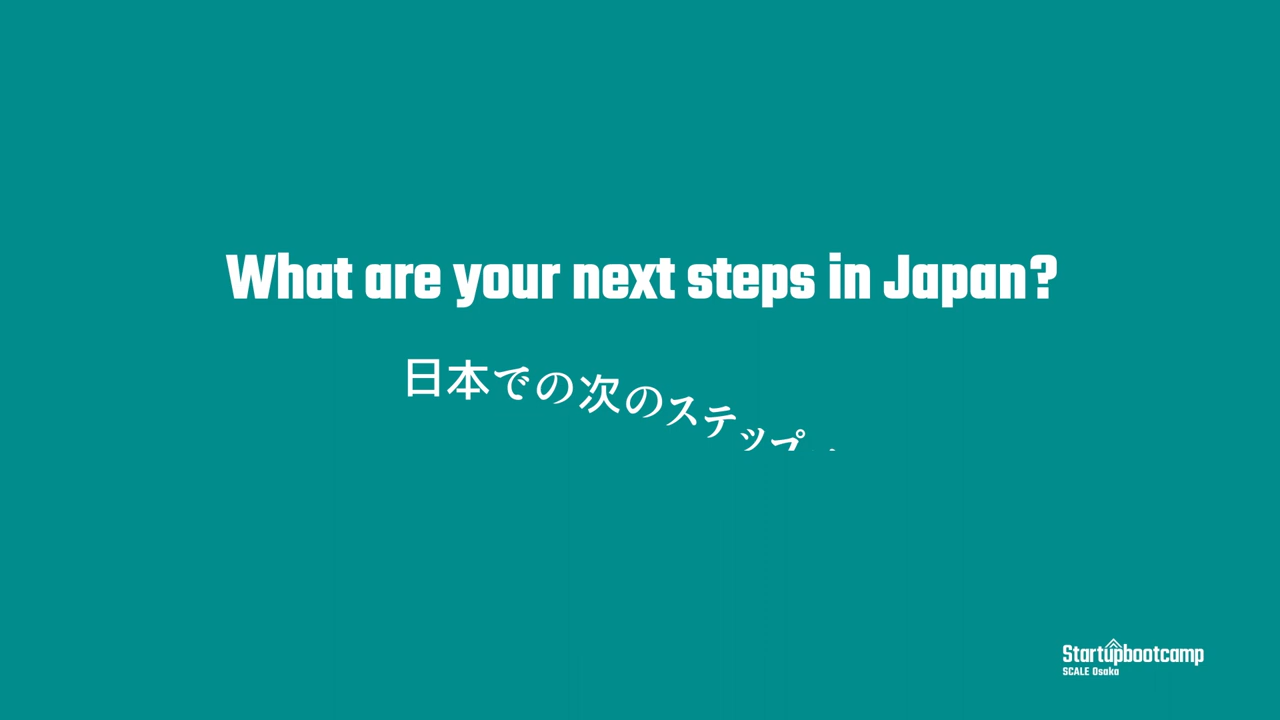 What are your next steps in Japan?
日本での次のステップ
Startupbootcamp
SCALE Osaka